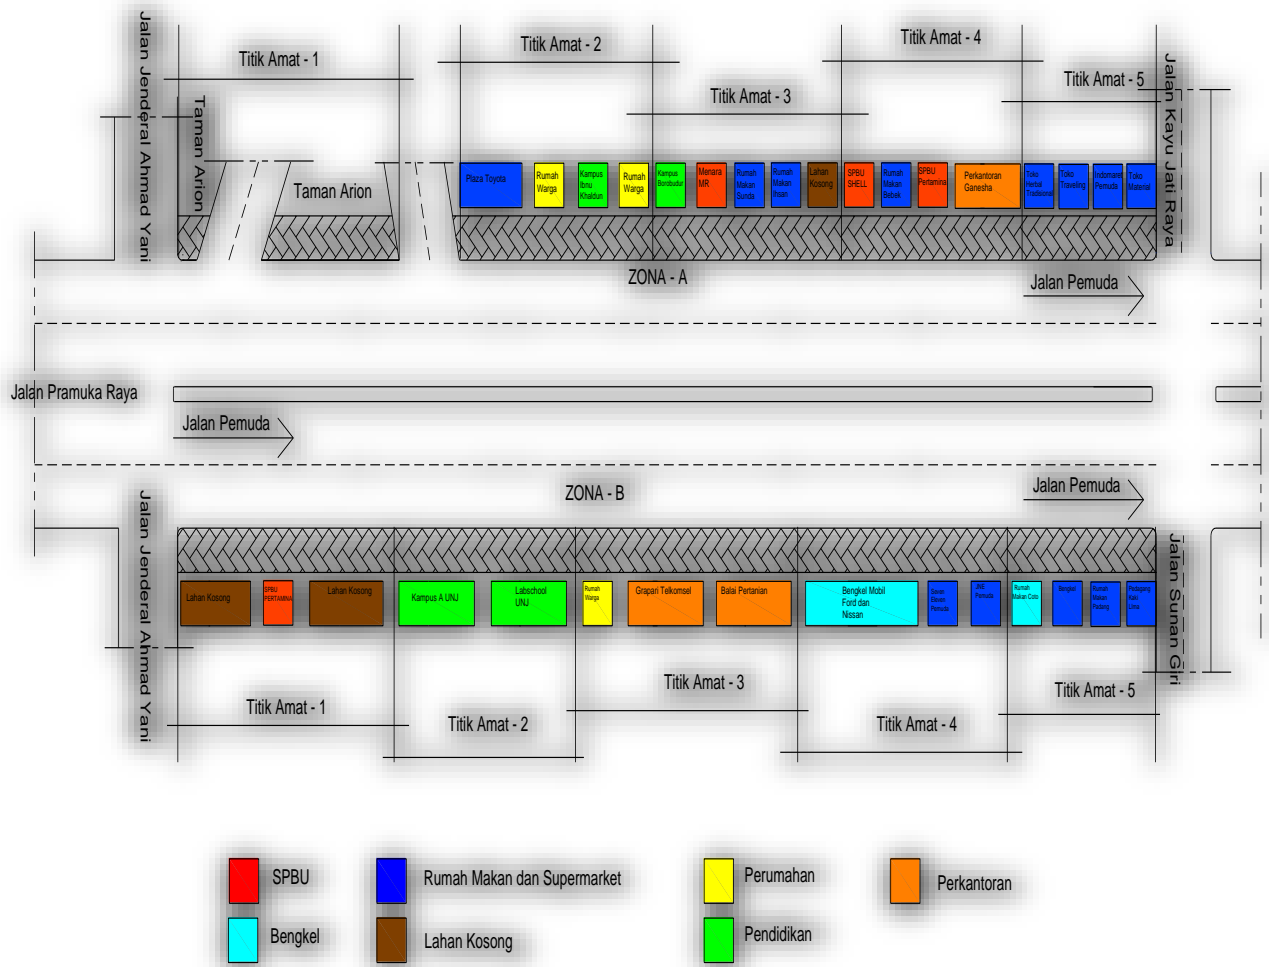 Jalan Jenderal Ahmad Yani
Titik Amat - 1
Titik Amat - 2
Titik Amat - 3
Titik Amat - 4
Titik Amat - 5
Jalan Kayu Jati Raya
Taman Arion
Taman Arion
Plaza Toyota
Rumah
Warga
Kampus
Ibnu
Khaldun
Rumah
Warga
Kampus
Borobudur
Menara
MR
Rumah
Makan
Sunda
Rumah
Makan
Ihsan
Lahan
Kosong
SPBU
SHELL
Rumah
Makan
Bebek
SPBU
Pertamina
Perkantoran
Ganesha
Toko
Herbal
Tradisional
Toko
Traveling
Indomaret
Pemuda
Toko
Material
ZONA - A
Jalan Pemuda
Jalan Pramuka Raya
Jalan Pemuda
ZONA - B
Jalan Pemuda
Jalan Jenderal Ahmad Yani
Jalan Sunan Giri
Lahan Kosong
SPBU
PERTAMINA
Lahan Kosong
Kampus A UNJ
Labschool
UNJ
Rumah
Warga
Grapari Telkomsel
Balai Pertanian
Bengkel Mobil
Ford dan
Nissan
Pemuda
Pemuda
Rumah
Makan Coto
Bengkel
Rumah
Makan
Padang
Pedagang
Kaki
Lima
Titik Amat - 1
Titik Amat - 2
Titik Amat - 3
Titik Amat - 4
Titik Amat - 5
SPBU
Rumah Makan dan Supermarket
Perumahan
Perkantoran
Bengkel
Lahan Kosong
Pendidikan